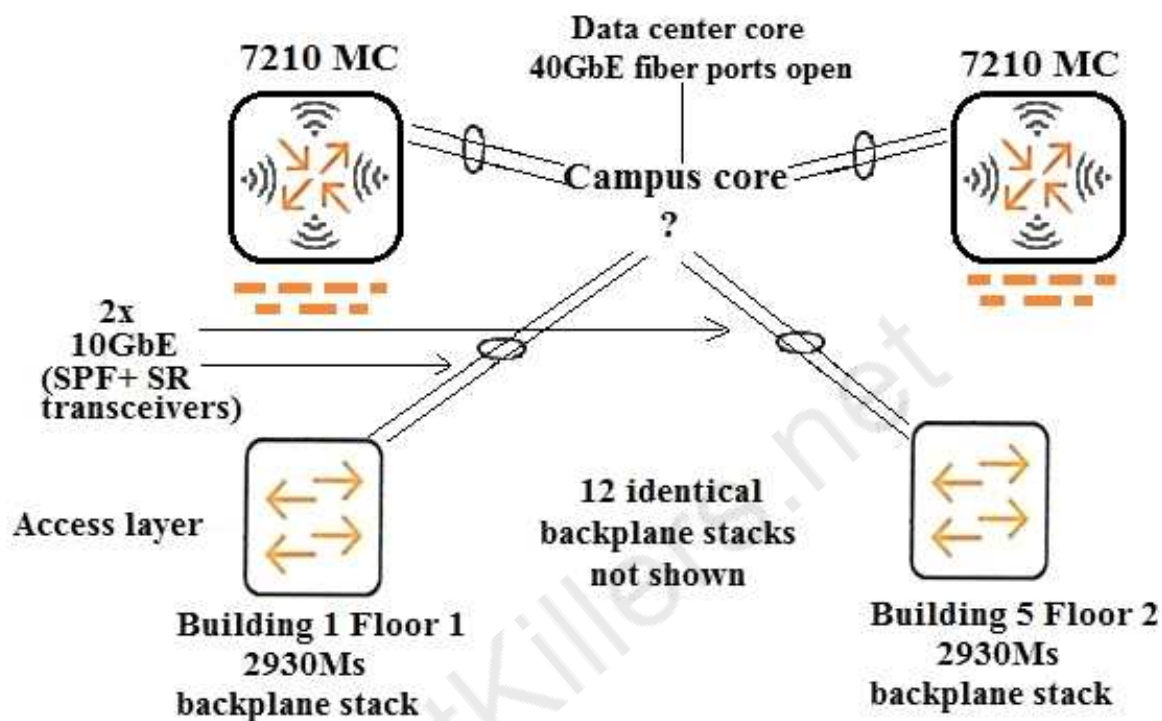 Data center core
40GbE fiber ports open
7210 MC
7210 MC
Campus core
?
2x
10GbE
(SPF+ SR
transceivers)
Access layer
12 identical
backplane stacks
not shown
Building 1 Floor 1
2930Ms
backplane stack
Building 5 Floor 2
2930Ms
backplane stack